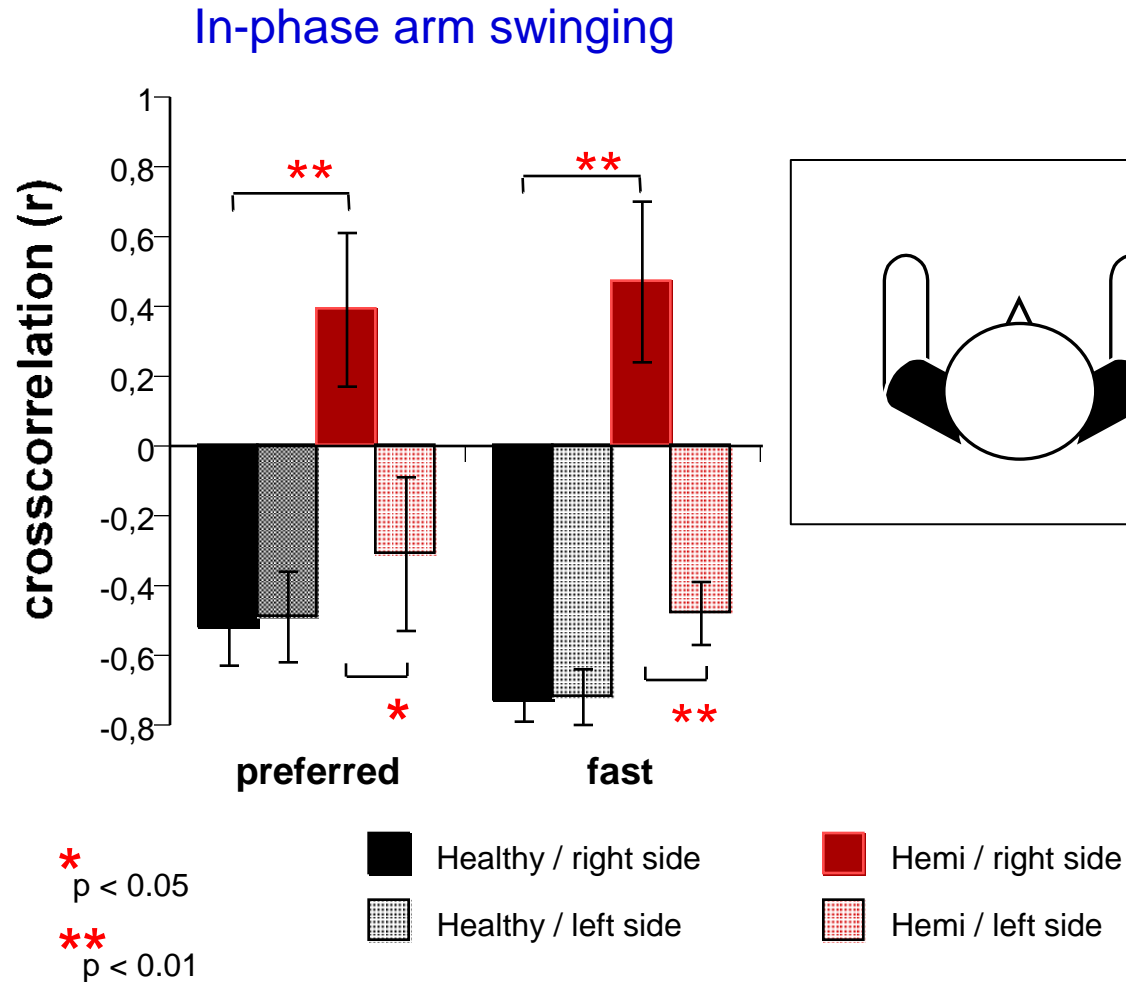 In-phase arm swinging
crosscorrelation (r)
1
0,8
0,6
0,4
0,2
0
-0,2
-0,4
-0,6
-0,8
**
**
*
**
preferred
fast
* p < 0.05
** p < 0.01
Healthy / right side
Healthy / left side
Hemi / right side
Hemi / left side